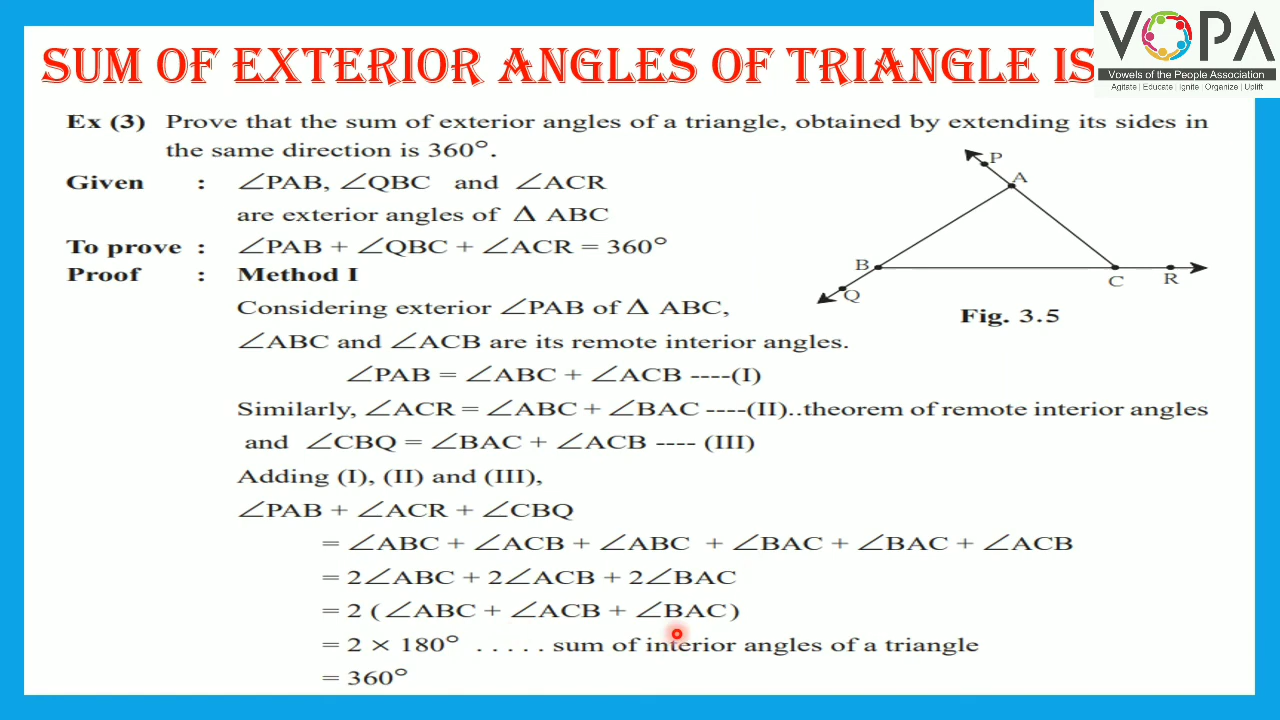 SUM OF EXTERIOR ANGLES OF TRIANGLE IS
VOPA
Vowels of the People Association
Agitate | Educate | Ignite | Organize | Uplift
Ex (3) Prove that the sum of exterior angles of a triangle, obtained by extending its sides in
the same direction is 360°.
Given : ∠PAB, ∠QBC and ∠ACR
are exterior angles of Δ ABC
To prove : ∠PAB + ∠QBC + ∠ACR = 360°
Proof : Method I
Considering exterior ∠PAB of Δ ABC,
∠ABC and ∠ACB are its remote interior angles.
∠PAB = ∠ABC + ∠ACB ----(I)
Similarly, ∠ACR = ∠ABC + ∠BAC ----(II)..theorem of remote interior angles
and ∠CBQ = ∠BAC + ∠ACB ---- (III)
Adding (I), (II) and (III),
∠PAB + ∠ACR + ∠CBQ
= ∠ABC + ∠ACB + ∠ABC + ∠BAC + ∠BAC + ∠ACB
= 2∠ABC + 2∠ACB + 2∠BAC
= 2 (∠ABC + ∠ACB + ∠BAC)
= 2 × 180° . . . . . sum of interior angles of a triangle
= 360°
P
A
B
C
R
Q
Fig. 3.5